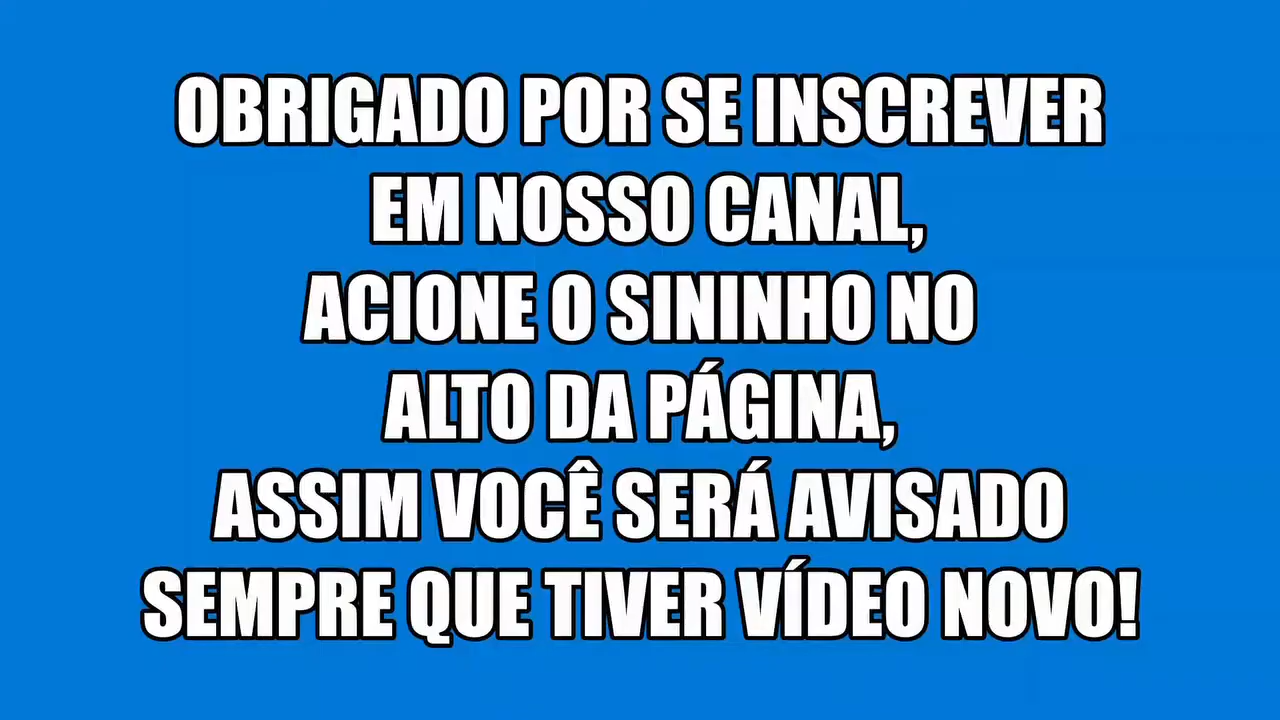 OBRIGADO POR SE INSCREVER
EM NOSSO CANAL,
ACIONE O SININHO NO
ALTO DA PÁGINA,
ASSIM VOCÊ SERÁ AVISADO
SEMPRE QUE TIVER VÍDEO NOVO!